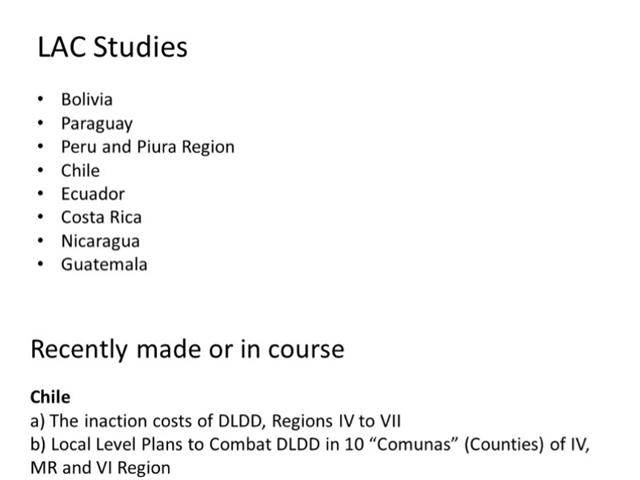 LAC Studies
• Bolivia
• Paraguay
• Peru and Piura Region
• Chile
• Ecuador
• Costa Rica
• Nicaragua
• Guatemala
Recently made or in course
Chile
a) The inaction costs of DLDD, Regions IV to VII
b) Local Level Plans to Combat DLDD in 10 “Comunas” (Counties) of IV,
MR and VI Region